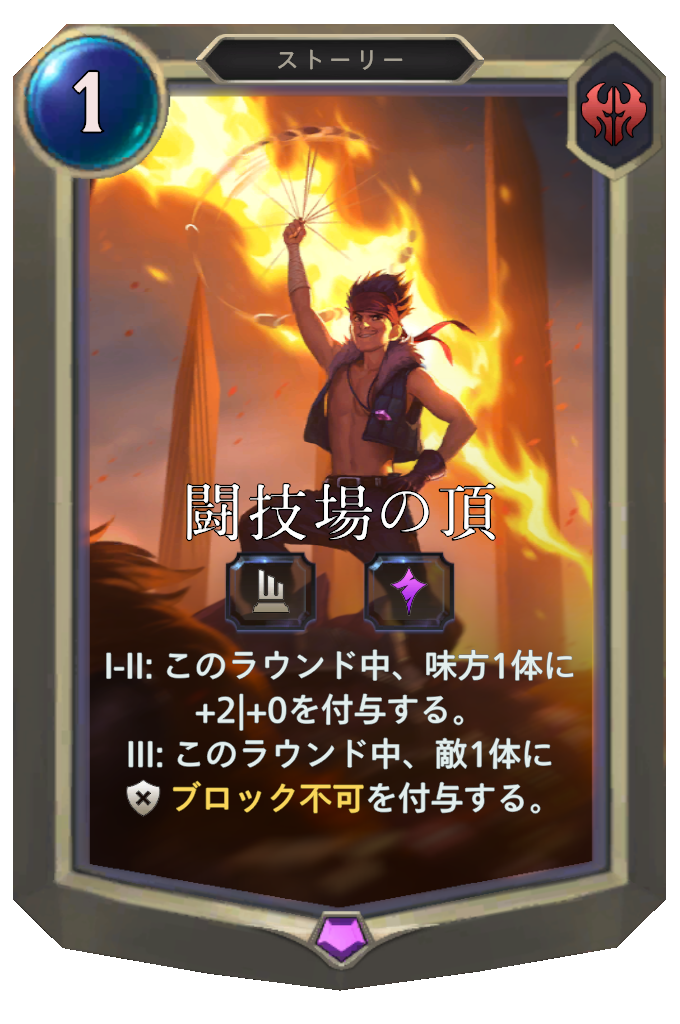 ストーリー
1
闘技場の頂
I-II: このラウンド中、味方1体に
+2|+0を付与する。
III: このラウンド中、敵1体に
ブロック不可を付与する。